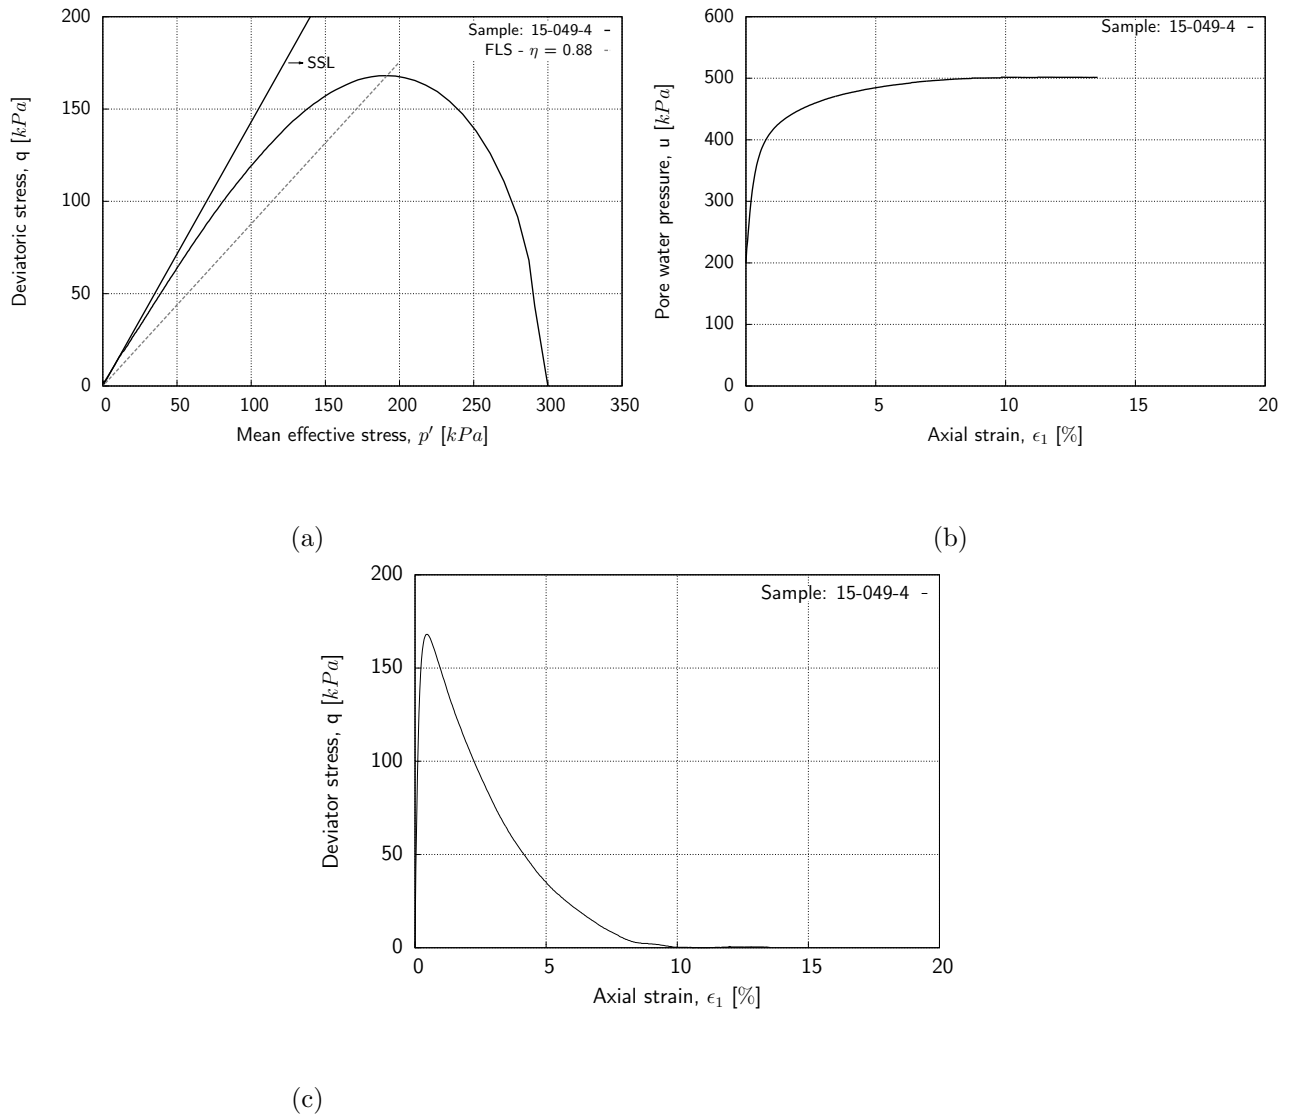 200
150
100
50
0
0 50 100 150 200 250 300 350
Deviatoric stress, q [kPa]
Mean effective stress, p′ [kPa]
Sample: 15-049-4
FLS - η = 0.88
SSL
(a)
600
500
400
300
200
100
0
0 5 10 15 20
Pore water pressure, u [kPa]
Axial strain, ϵ₁ [%]
Sample: 15-049-4
(b)
200
150
100
50
0
0 5 10 15 20
Deviator stress, q [kPa]
Axial strain, ϵ₁ [%]
Sample: 15-049-4
(c)